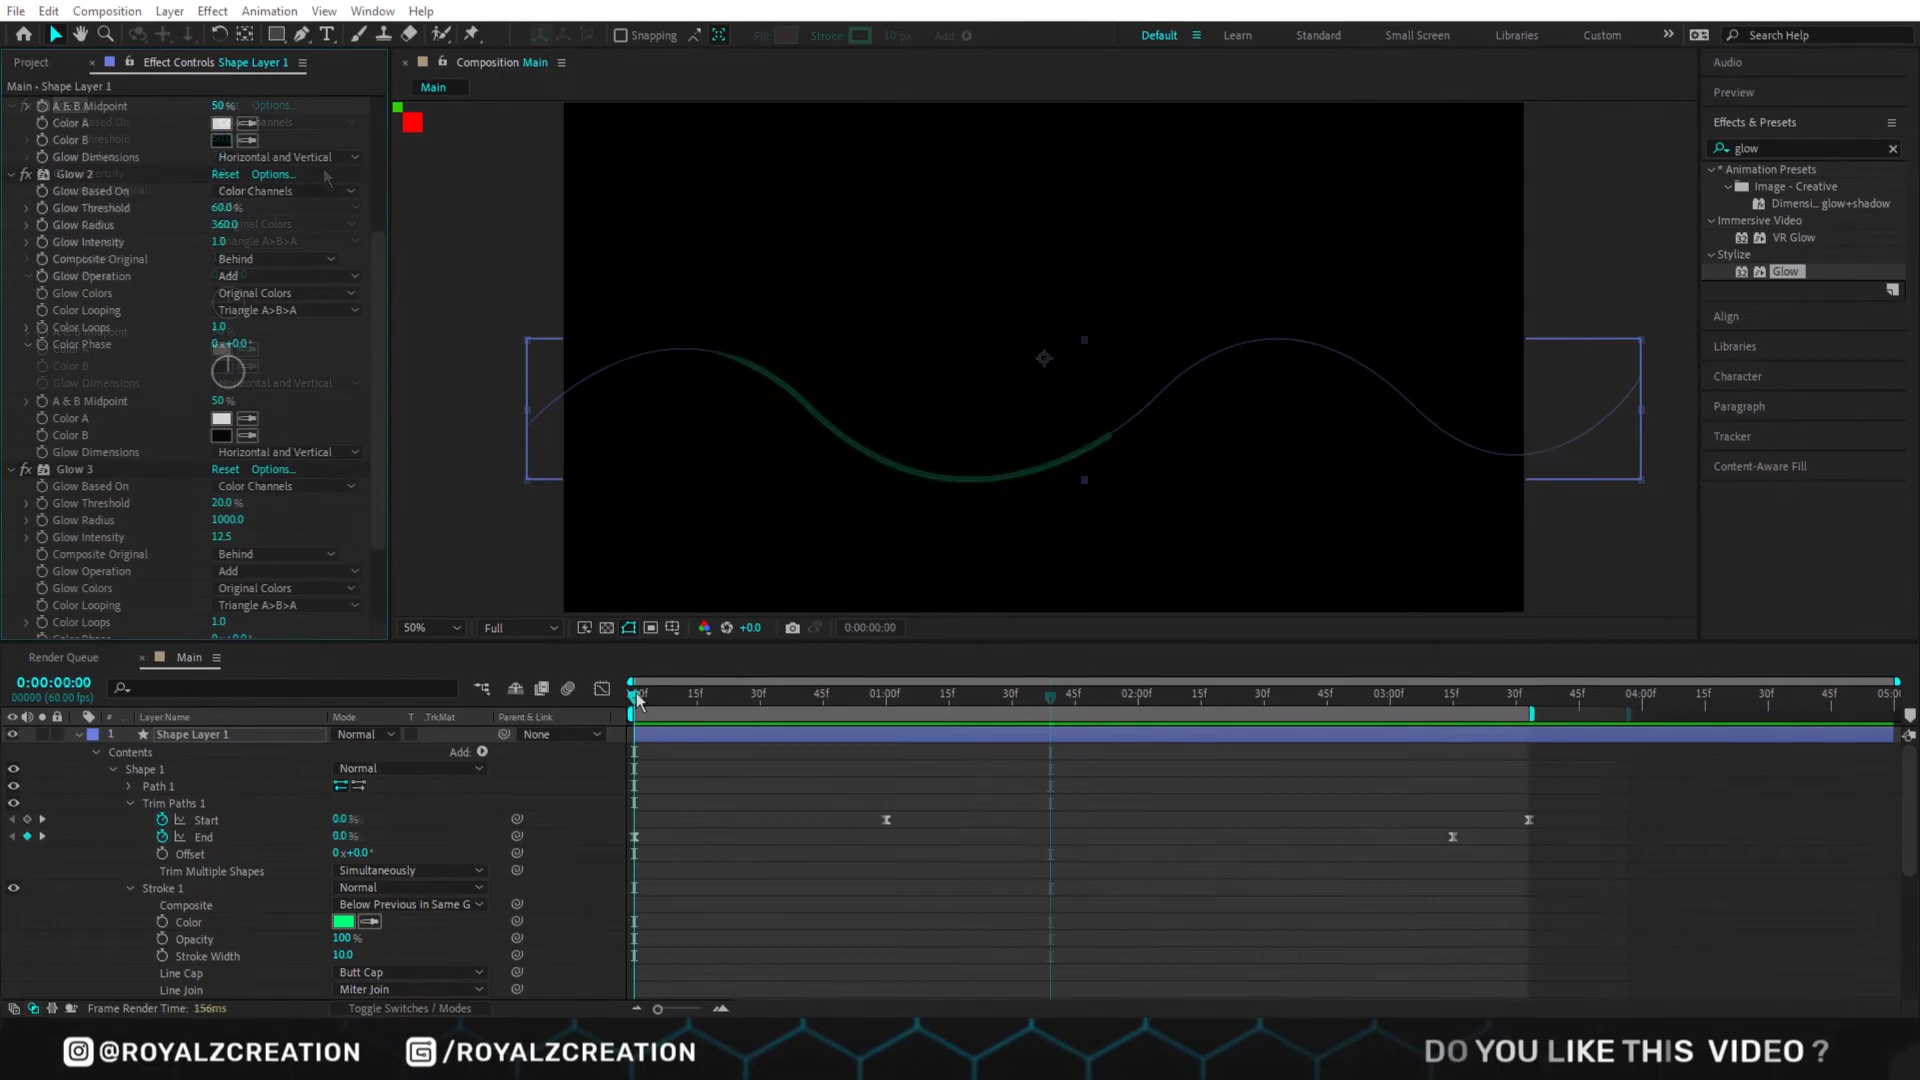 File Edit Composition Layer Effect Animation View Window Help
Snapping Fill: Stroke: 10 px Add: Default Learn Standard Small Screen Libraries Custom Search Help
Project Effect Controls Shape Layer 1
Main • Shape Layer 1
A & B Midpoint 50 %
Color A
Color B
Glow Dimensions Horizontal and Vertical
Glow 2 Reset Options...
Glow Based On Color Channels
Glow Threshold 60.0 %
Glow Radius 360.0
Glow Intensity 1.0
Composite Original Behind
Glow Operation Add
Glow Colors Original Colors
Color Looping Triangle A>B>A
Color Loops 1.0
Color Phase 0 x +0.0 °
A & B Midpoint 50 %
Color A
Color B
Glow Dimensions Horizontal and Vertical
Glow 3 Reset Options...
Glow Based On Color Channels
Glow Threshold 20.0 %
Glow Radius 1000.0
Glow Intensity 12.5
Composite Original Behind
Glow Operation Add
Glow Colors Original Colors
Color Looping Triangle A>B>A
Color Loops 1.0
Composition Main
Main
50% Full +0.0 0:00:00:00
Audio
Preview
Effects & Presets
glow
* Animation Presets
Image - Creative
Dimensi... glow+shadow
Immersive Video
VR Glow
Stylize
Glow
Align
Libraries
Character
Paragraph
Tracker
Content-Aware Fill
Render Queue Main
0:00:00:00
00000 (60.00 fps)
15f 30f 45f 01:00f 15f 30f 45f 02:00f 15f 30f 45f 03:00f 15f 30f 45f 04:00f 15f 30f 45f 05:00
# Layer Name Mode T .TrkMat Parent & Link
1 Shape Layer 1 Normal None
Contents Add:
Shape 1 Normal
Path 1
Trim Paths 1
Start 0.0 %
End 0.0 %
Offset 0 x +0.0 °
Trim Multiple Shapes Simultaneously
Stroke 1 Normal
Composite Below Previous in Same G
Color
Opacity 100 %
Stroke Width 10.0
Line Cap Butt Cap
Line Join Miter Join
Frame Render Time: 156ms Toggle Switches / Modes
@ROYALZCREATION /ROYALZCREATION DO YOU LIKE THIS VIDEO ?